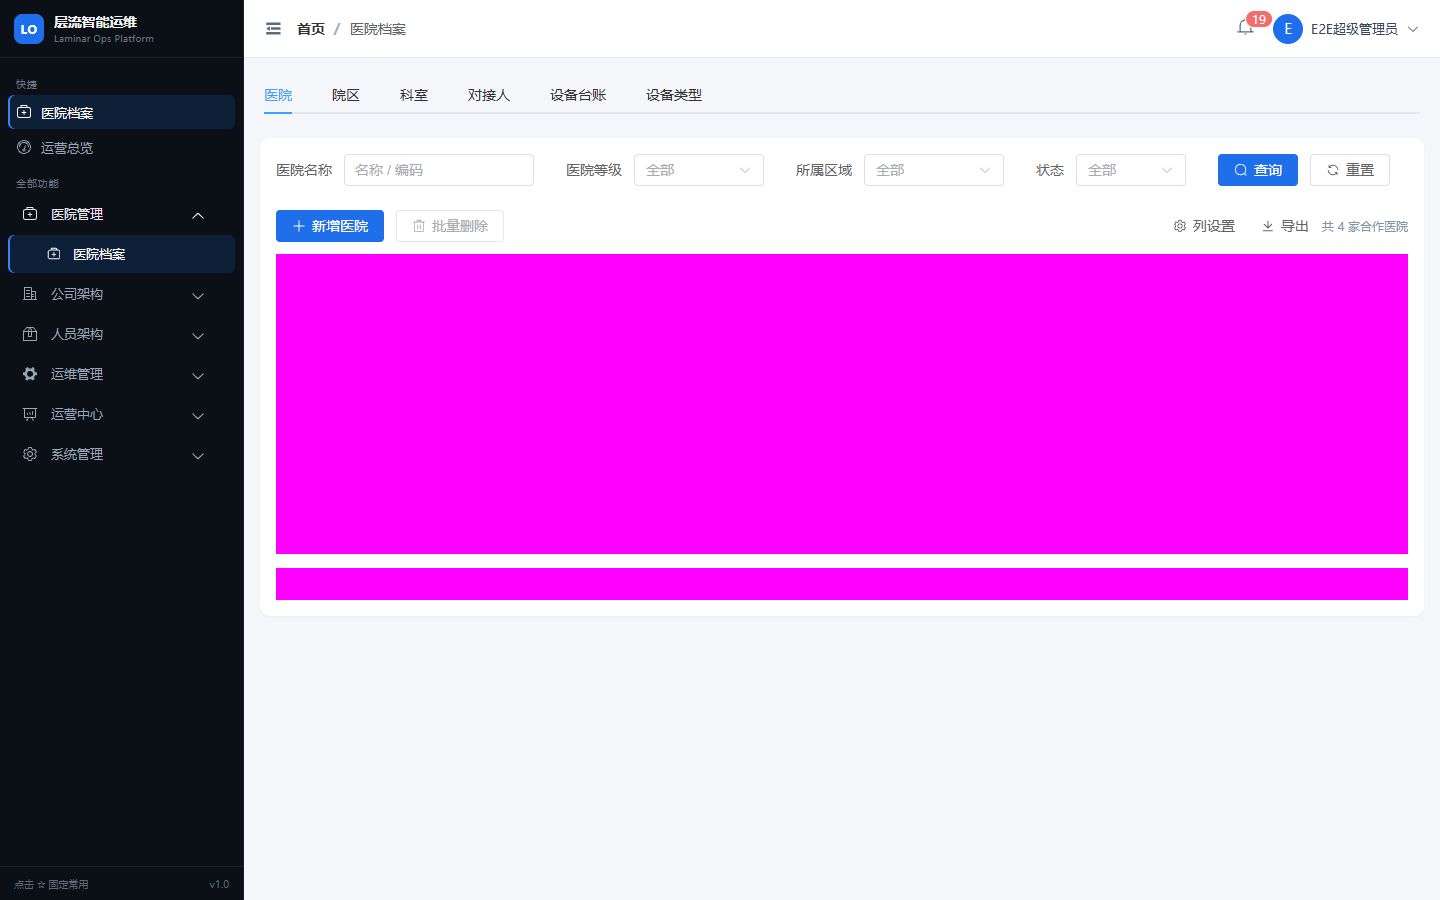 LO 层流智能运维
Laminar Ops Platform
快捷
医院档案
运营总览
全部功能
医院管理
医院档案
公司架构
人员架构
运维管理
运营中心
系统管理
点击 ☆ 固定常用 v1.0
首页 / 医院档案 19 E E2E超级管理员
医院 院区 科室 对接人 设备台账 设备类型
医院名称 名称 / 编码 医院等级 全部 所属区域 全部 状态 全部 查询 重置
新增医院 批量删除 列设置 导出 共 4 家合作医院